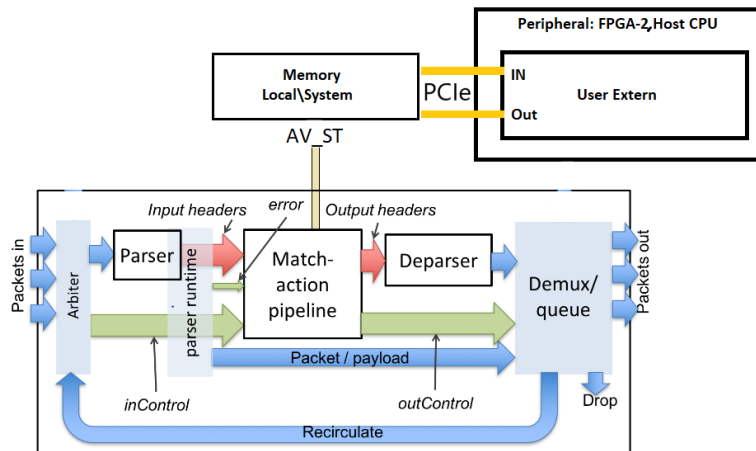 Peripheral: FPGA-2,Host CPU
Memory
Local\System
PCIe
IN
Out
User Extern
AV_ST
Input headers
error
Output headers
Packets in
Arbiter
Parser
parser runtime
Match-
action
pipeline
Deparser
Demux/
queue
Packets out
Packet / payload
inControl
outControl
Drop
Recirculate